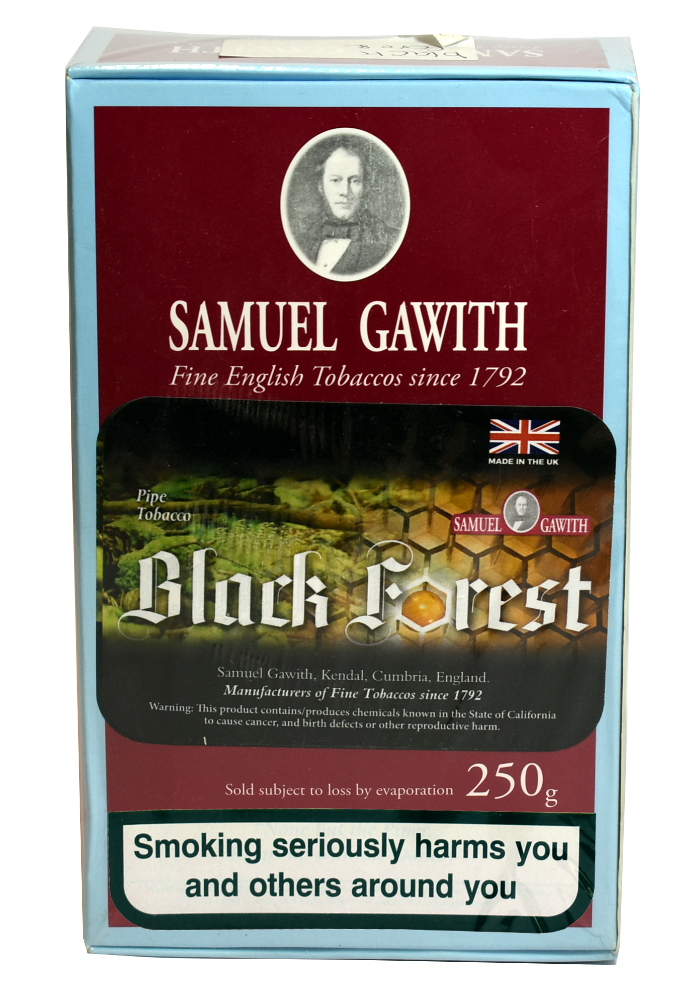 black
SAMUEL GAWITH
Fine English Tobaccos since 1792
MADE IN THE UK
Pipe
Tobacco
SAMUEL GAWITH
Black Forest
Samuel Gawith, Kendal, Cumbria, England.
Manufacturers of Fine Tobaccos since 1792
Warning: This product contains/produces chemicals known in the State of California
to cause cancer, and birth defects or other reproductive harm.
Sold subject to loss by evaporation 250g
Smoking seriously harms you
and others around you